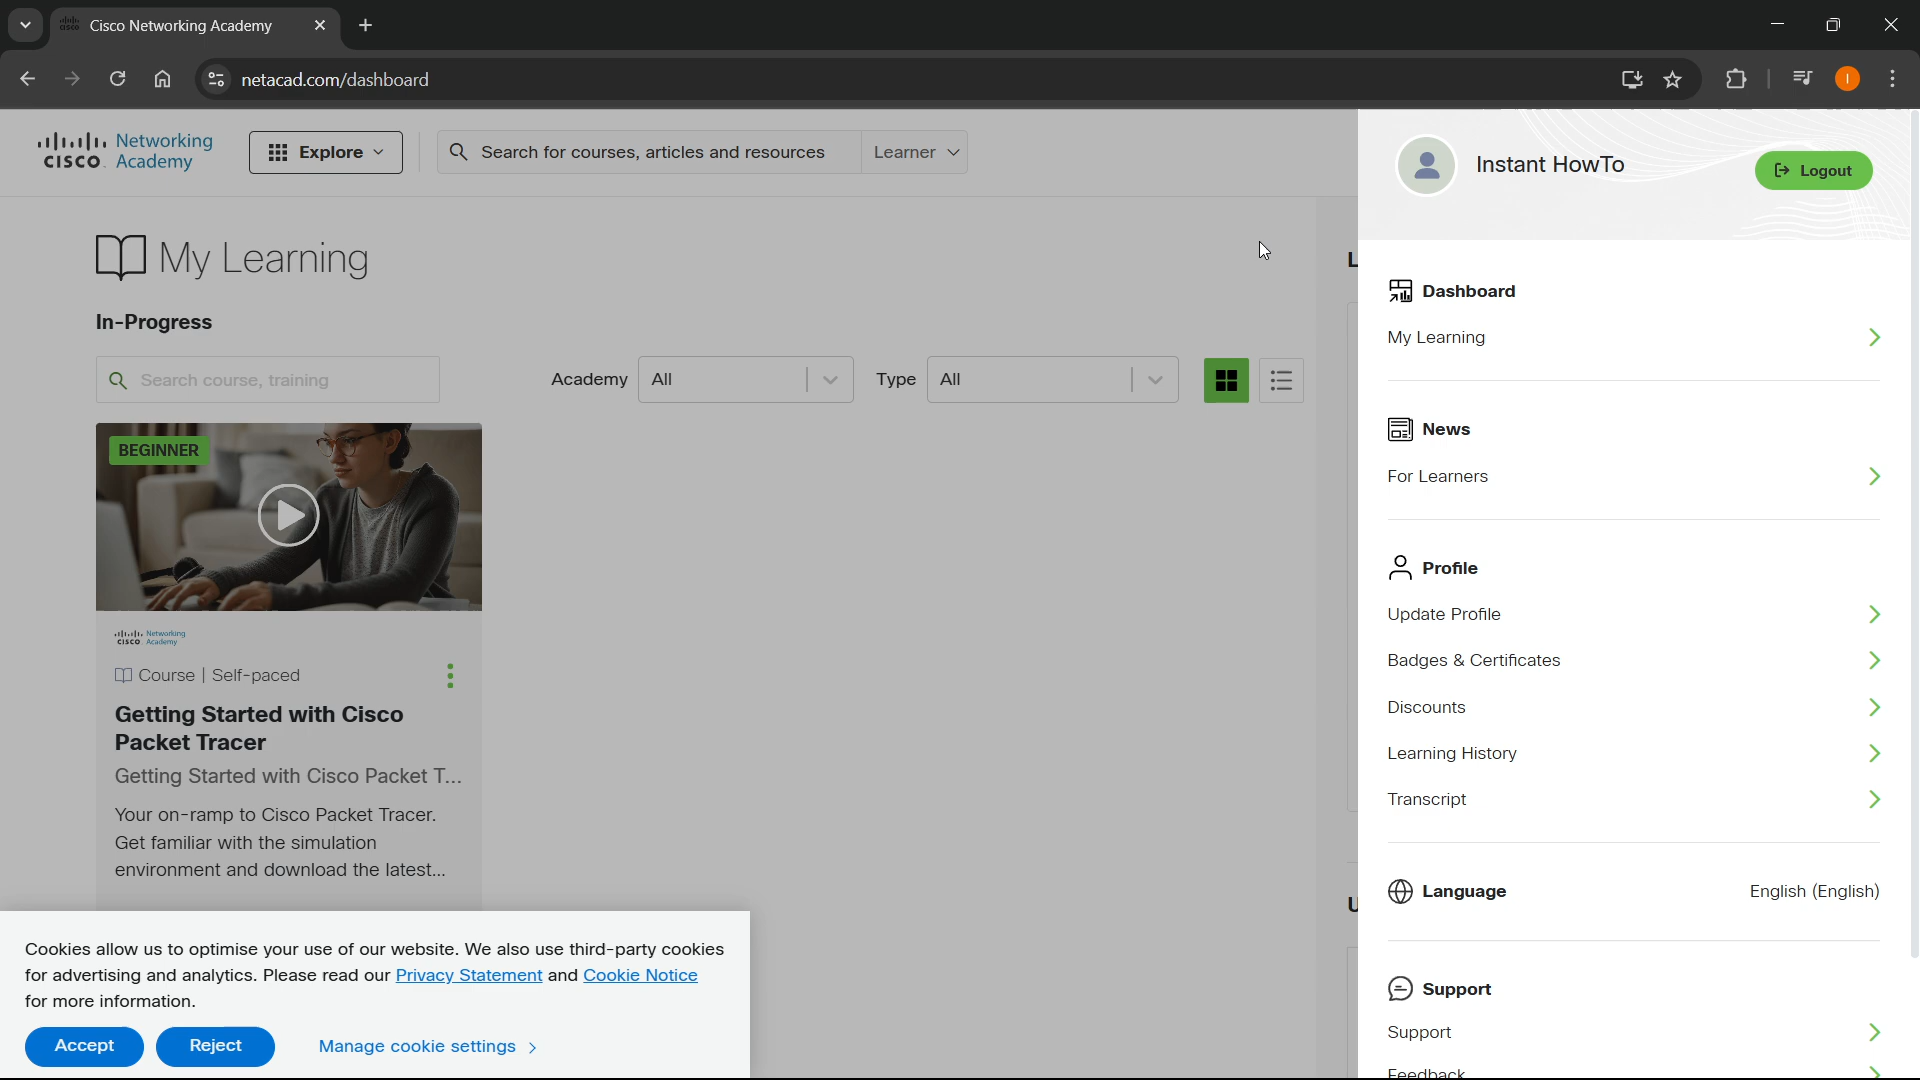 Cisco Networking Academy
netacad.com/dashboard
I
CISCO Networking Academy
Explore
Search for courses, articles and resources
Learner
Instant HowTo
Logout
My Learning
In-Progress
Search course, training
Academy
All
Type
All
BEGINNER
CISCO Networking Academy
Course | Self-paced
Getting Started with Cisco
Packet Tracer
Getting Started with Cisco Packet T...
Your on-ramp to Cisco Packet Tracer.
Get familiar with the simulation
environment and download the latest...
Dashboard
My Learning
News
For Learners
Profile
Update Profile
Badges & Certificates
Discounts
Learning History
Transcript
Language
English (English)
Support
Support
Feedback
Cookies allow us to optimise your use of our website. We also use third-party cookies
for advertising and analytics. Please read our Privacy Statement and Cookie Notice
for more information.
Accept
Reject
Manage cookie settings